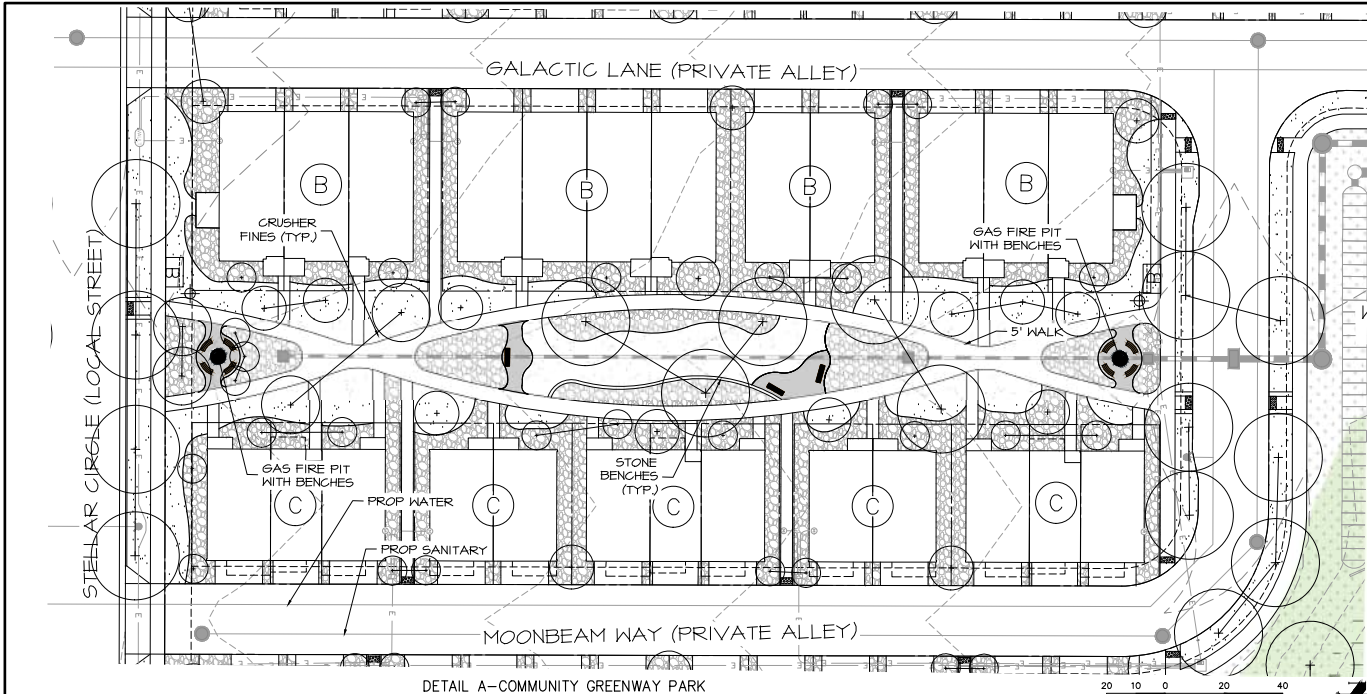 GALACTIC LANE (PRIVATE ALLEY)
B
B
B
B
CRUSHER
FINES (TYP.)
GAS FIRE PIT
WITH BENCHES
STELLAR CIRCLE (LOCAL STREET)
B
B
5' WALK
GAS FIRE PIT
WITH BENCHES
STONE
BENCHES
(TYP.)
C
C
C
C
C
PROP WATER
PROP SANITARY
MOONBEAM WAY (PRIVATE ALLEY)
DETAIL A-COMMUNITY GREENWAY PARK
20 10 0 20 40